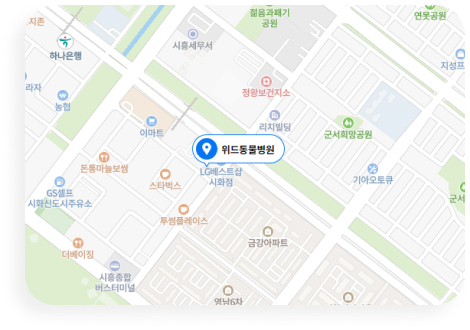 지존
젊음과패기
공원
연못공원
하나은행
시흥세무서
지성프
라자
농협
정왕보건지소
이마트
리치빌딩
군서희망공원
위드동물병원
돈통마늘보쌈
LG베스트샵
시화점
스타벅스
기아오토큐
GS셀프
시화신도시주유소
군서
투썸플레이스
더베이징
금강아파트
시흥종합
버스터미널
영남6차